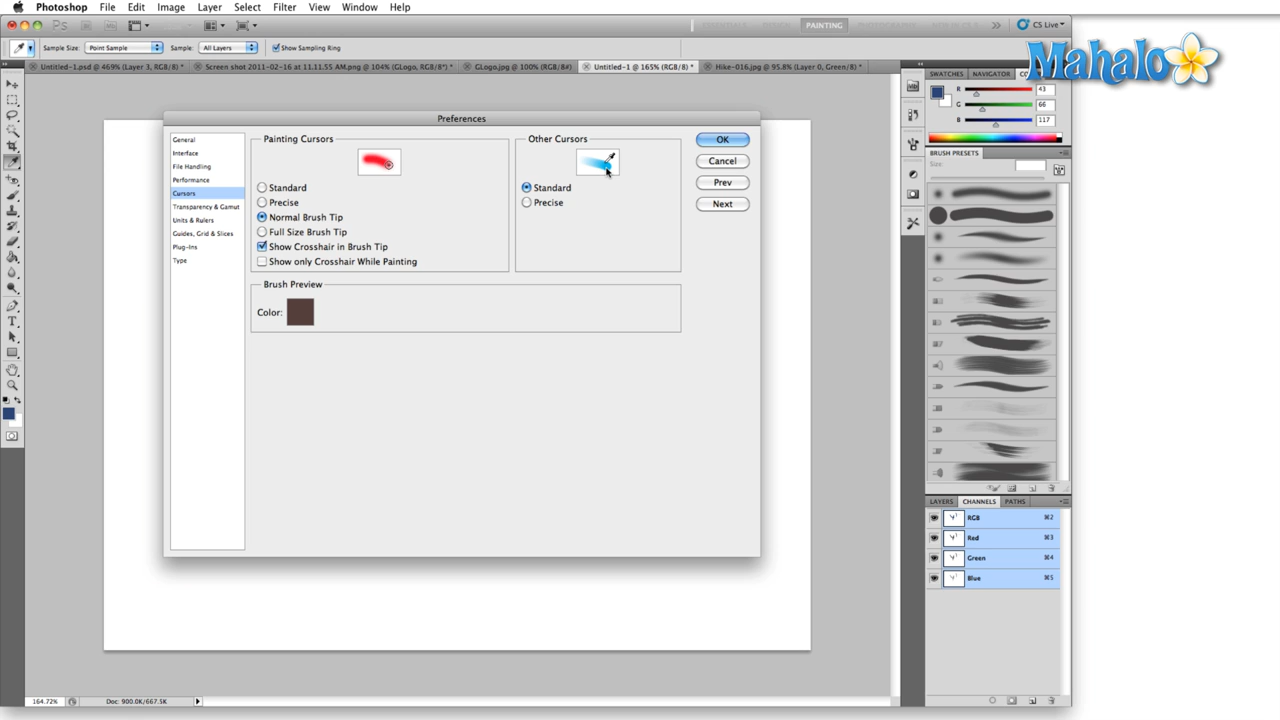 Photoshop File Edit Image Layer Select Filter View Window Help
Ps PAINTING CS Live
Sample Size: Point Sample Sample: All Layers Show Sampling Ring
Untitled-1.psd @ 469% (Layer 3, RGB/8) * Screen shot 2011-02-16 at 11.11.55 AM.png @ 104% (GLogo, RGB/8*) * GLogo.jpg @ 100% (RGB/8#) Untitled-1 @ 165% (RGB/8) * Hike-016.jpg @ 95.8% (Layer 0, Green/8) *
Mahalo
SWATCHES NAVIGATOR
R 43
G 66
B 117
BRUSH PRESETS
Size:
Preferences
General
Interface
File Handling
Performance
Cursors
Transparency & Gamut
Units & Rulers
Guides, Grid & Slices
Plug-Ins
Type
Painting Cursors
Standard
Precise
Normal Brush Tip
Full Size Brush Tip
Show Crosshair in Brush Tip
Show only Crosshair While Painting
Other Cursors
Standard
Precise
Brush Preview
Color:
OK
Cancel
Prev
Next
LAYERS CHANNELS PATHS
RGB ⌘2
Red ⌘3
Green ⌘4
Blue ⌘5
164.72% Doc: 900.0K/667.5K